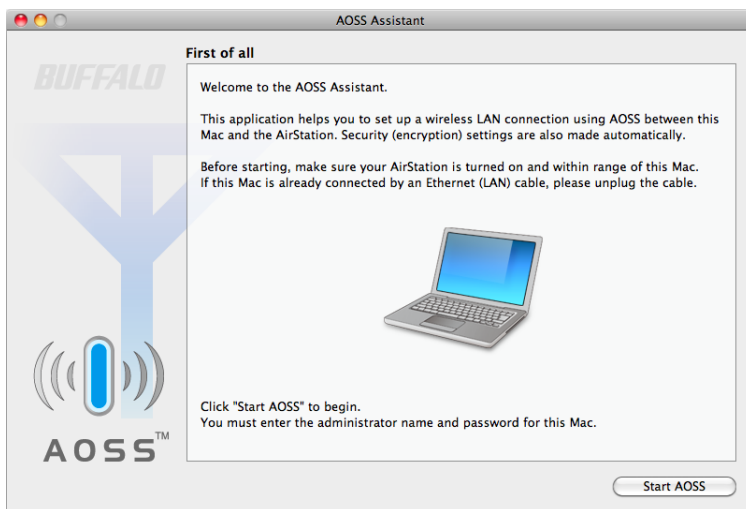 AOSS Assistant
First of all
BUFFALO
Welcome to the AOSS Assistant.
This application helps you to set up a wireless LAN connection using AOSS between this
Mac and the AirStation. Security (encryption) settings are also made automatically.
Before starting, make sure your AirStation is turned on and within range of this Mac.
If this Mac is already connected by an Ethernet (LAN) cable, please unplug the cable.
Click "Start AOSS" to begin.
You must enter the administrator name and password for this Mac.
AOSS™
Start AOSS